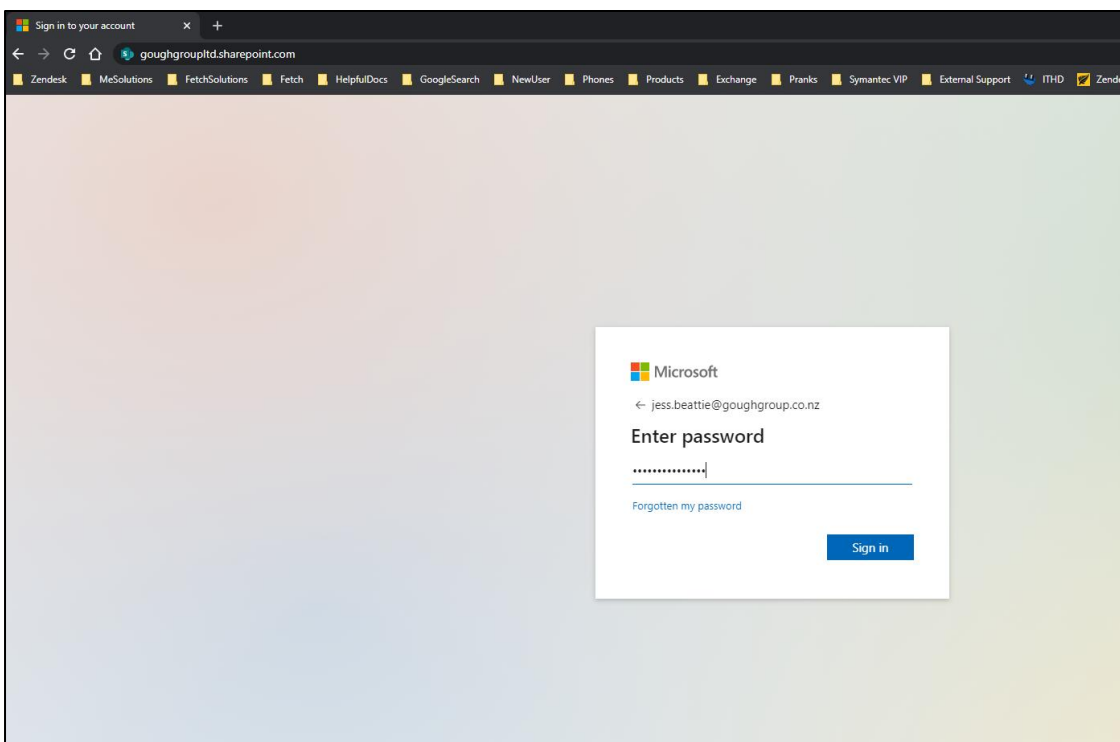 Sign in to your account
goughgroupltd.sharepoint.com
Zendesk MeSolutions FetchSolutions Fetch HelpfulDocs GoogleSearch NewUser Phones Products Exchange Pranks Symantec VIP External Support ITHD Zende
Microsoft
← jess.beattie@goughgroup.co.nz
Enter password
•••••••••••••••
Forgotten my password
Sign in